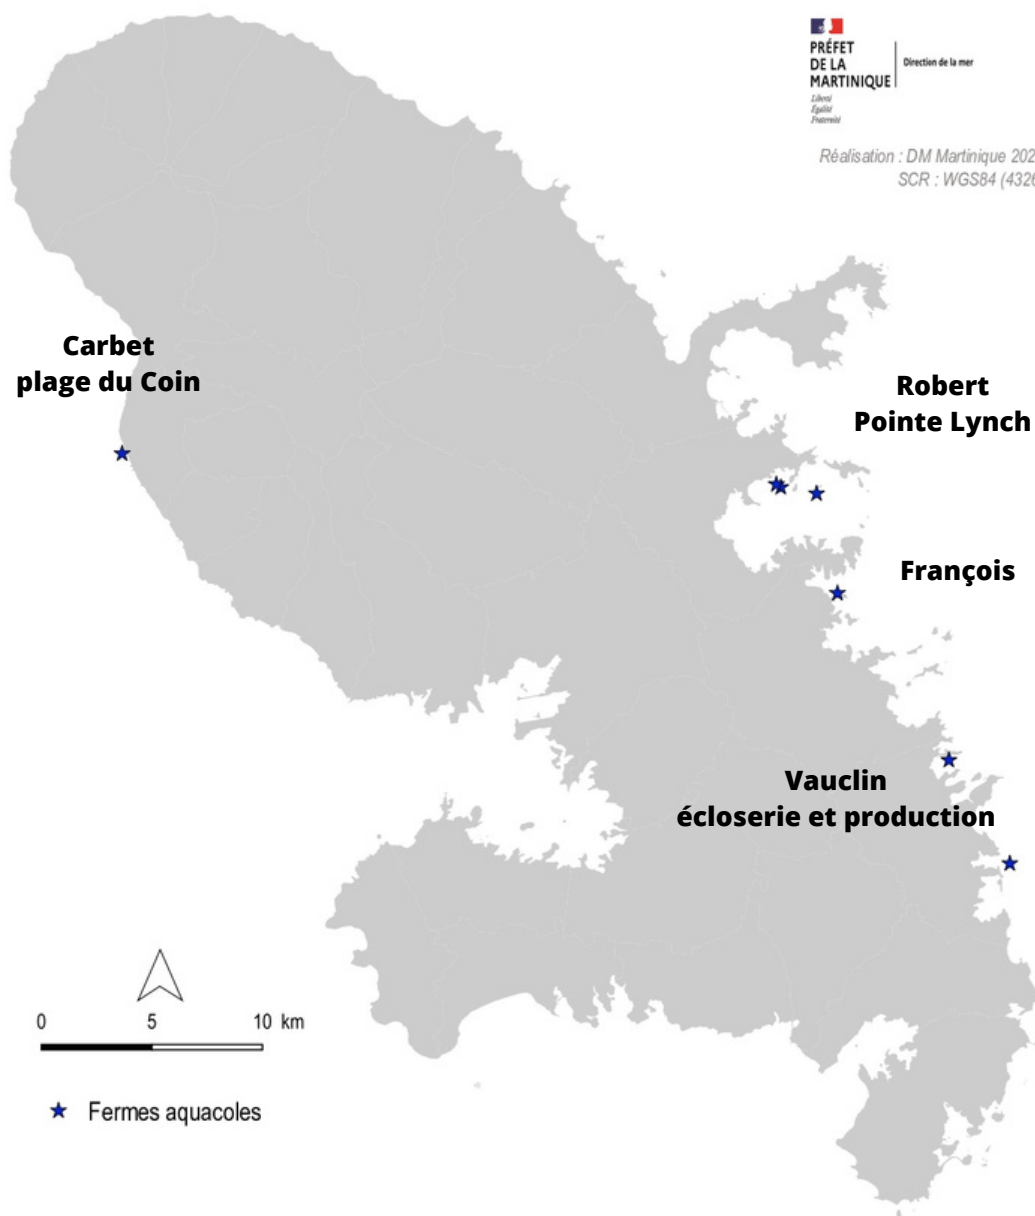 PRÉFET
DE LA
MARTINIQUE
Liberté
Égalité
Fraternité
Direction de la mer
Réalisation : DM Martinique 202
SCR : WGS84 (4326
Carbet
plage du Coin
Robert
Pointe Lynch
François
Vauclin
écloserie et production
0 5 10 km
Fermes aquacoles